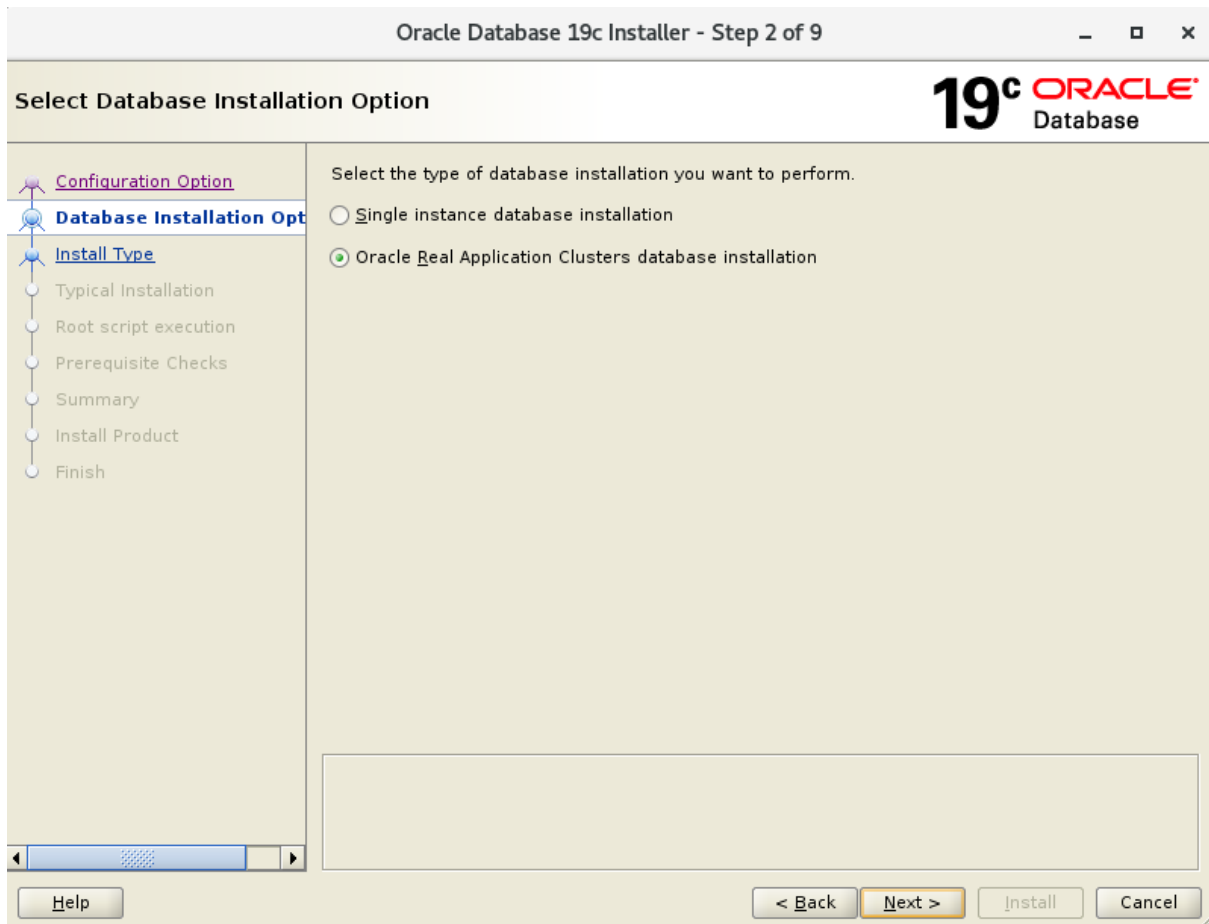 Oracle Database 19c Installer - Step 2 of 9
Select Database Installation Option
19c ORACLE
Database
Configuration Option
Database Installation Opt
Install Type
Typical Installation
Root script execution
Prerequisite Checks
Summary
Install Product
Finish
Select the type of database installation you want to perform.
Single instance database installation
Oracle Real Application Clusters database installation
Help
< Back
Next >
Install
Cancel